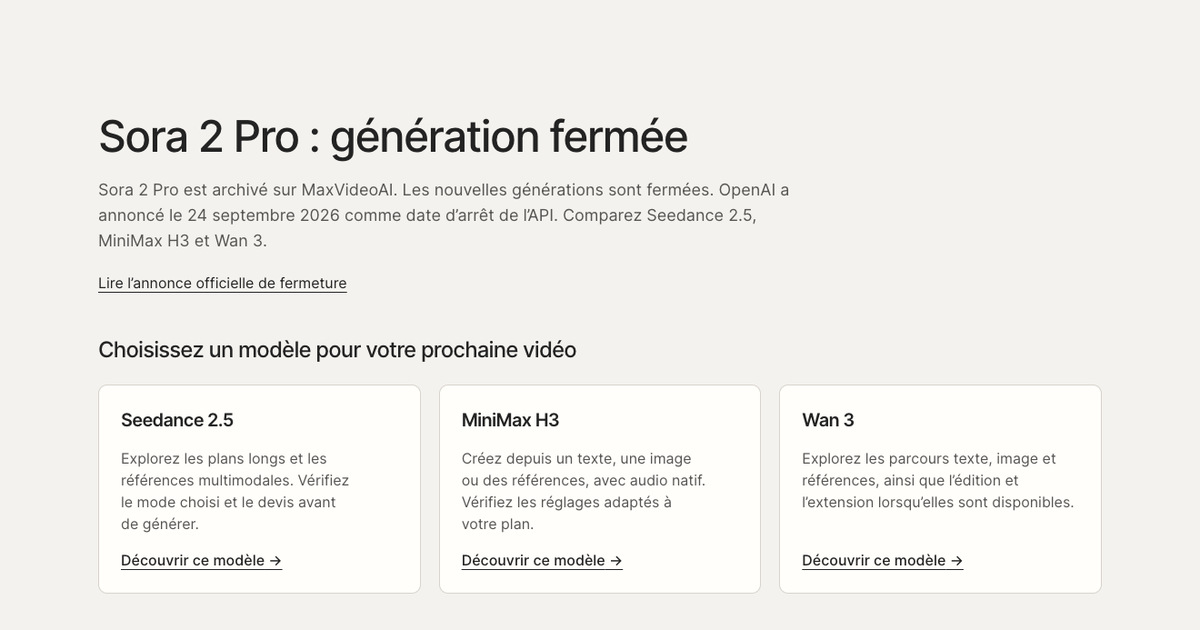 Sora 2 Pro : génération fermée
Sora 2 Pro est archivé sur MaxVideoAI. Les nouvelles générations sont fermées. OpenAI a
annoncé le 24 septembre 2026 comme date d’arrêt de l’API. Comparez Seedance 2.5,
MiniMax H3 et Wan 3.
Lire l’annonce officielle de fermeture
Choisissez un modèle pour votre prochaine vidéo
Seedance 2.5
Explorez les plans longs et les
références multimodales. Vérifiez
le mode choisi et le devis avant
de générer.
Découvrir ce modèle →
MiniMax H3
Créez depuis un texte, une image
ou des références, avec audio natif.
Vérifiez les réglages adaptés à
votre plan.
Découvrir ce modèle →
Wan 3
Explorez les parcours texte, image et
références, ainsi que l’édition et
l’extension lorsqu’elles sont disponibles.
Découvrir ce modèle →